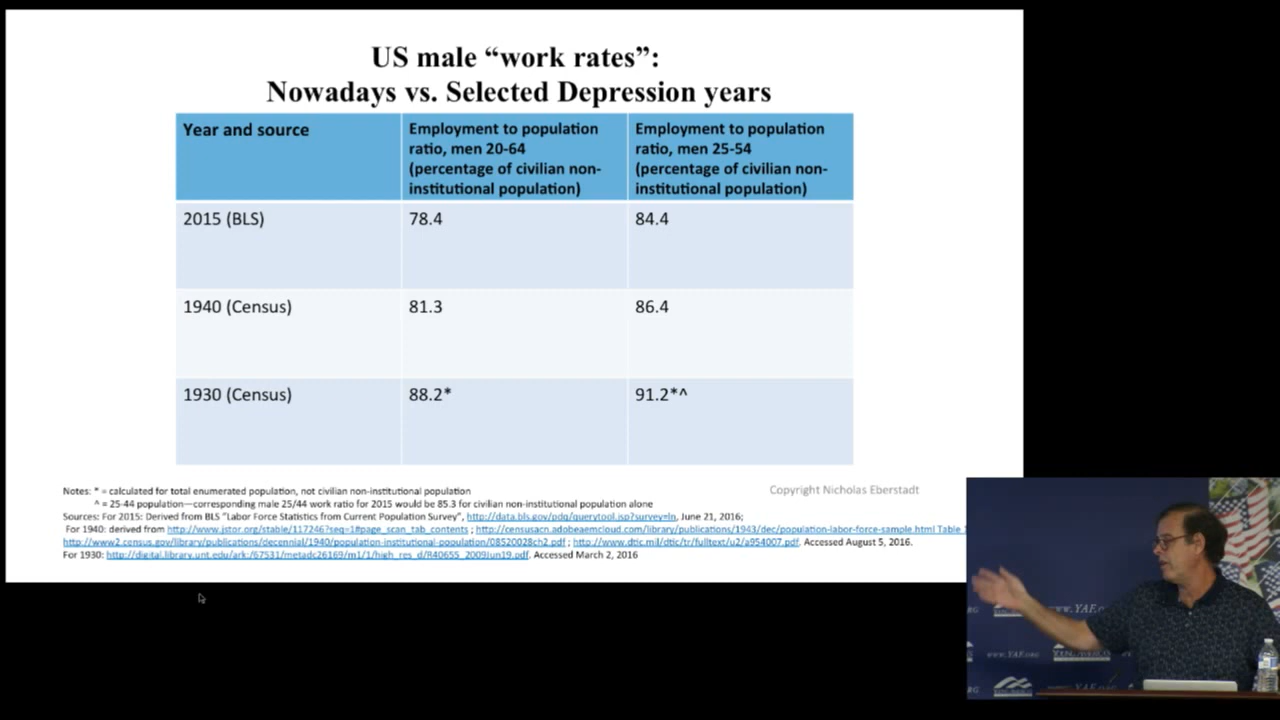 US male “work rates”:
Nowadays vs. Selected Depression years
Year and source
Employment to population
ratio, men 20-64
(percentage of civilian non-
institutional population)
Employment to population
ratio, men 25-54
(percentage of civilian non-
institutional population)
2015 (BLS)
78.4
84.4
1940 (Census)
81.3
86.4
1930 (Census)
88.2*
91.2*^
Notes: * = calculated for total enumerated population, not civilian non-institutional population
^ = 25-44 population—corresponding male 25/44 work ratio for 2015 would be 85.3 for civilian non-institutional population alone
Copyright Nicholas Eberstadt
Sources: For 2015: Derived from BLS “Labor Force Statistics from Current Population Survey”, http://data.bls.gov/pdq/querytool.jsp?survey=ln, June 21, 2016;
For 1940: derived from http://www.jstor.org/stable/117246?seq=1#page_scan_tab_contents ; http://censusacn.adobeaemcloud.com/library/publications/1943/dec/population-labor-force-sample.html Table
http://www2.census.gov/library/publications/decennial/1940/population-institutional-population/08520028ch2.pdf ; http://www.dtic.mil/dtic/tr/fulltext/u2/a954007.pdf. Accessed August 5, 2016.
For 1930: http://digital.library.unt.edu/ark:/67531/metadc26169/m1/1/high_res_d/R40655_2009Jun19.pdf. Accessed March 2, 2016
www.YAF.org